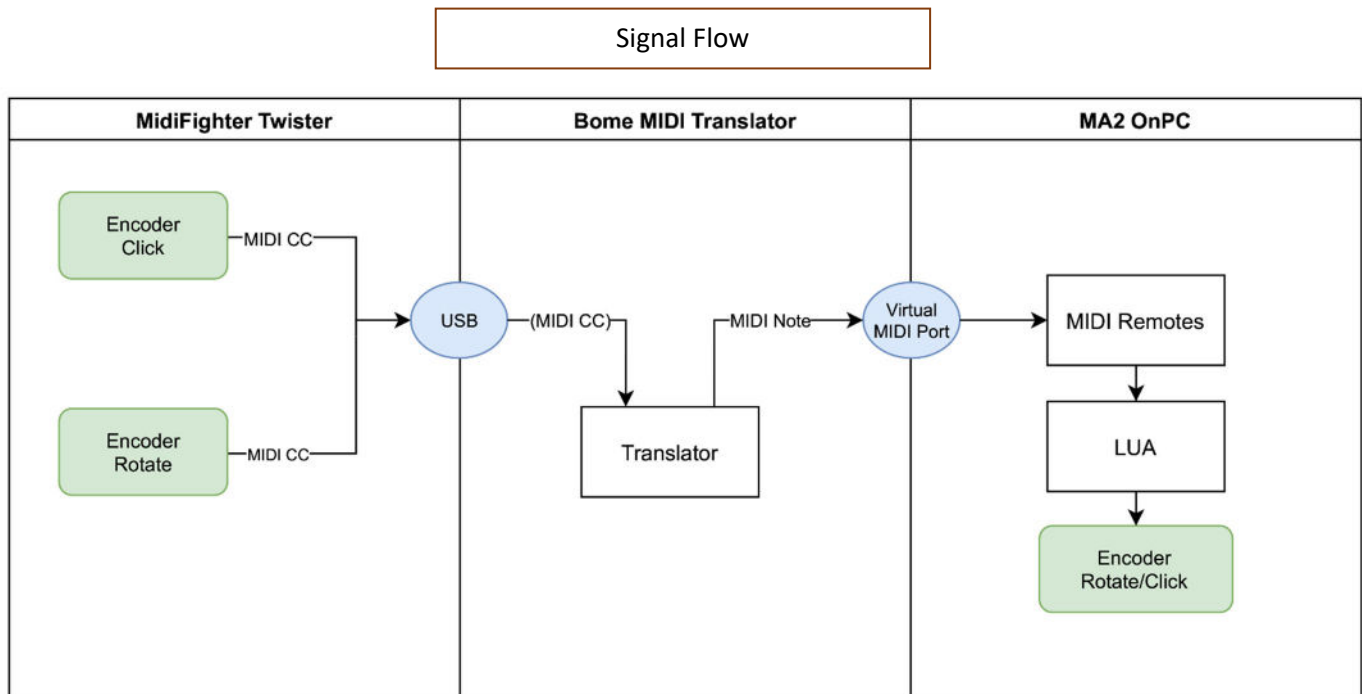 Signal Flow
MidiFighter Twister
Bome MIDI Translator
MA2 OnPC
Encoder
Click
MIDI CC
Encoder
Rotate
MIDI CC
USB
(MIDI CC)
Translator
MIDI Note
Virtual
MIDI Port
MIDI Remotes
LUA
Encoder
Rotate/Click